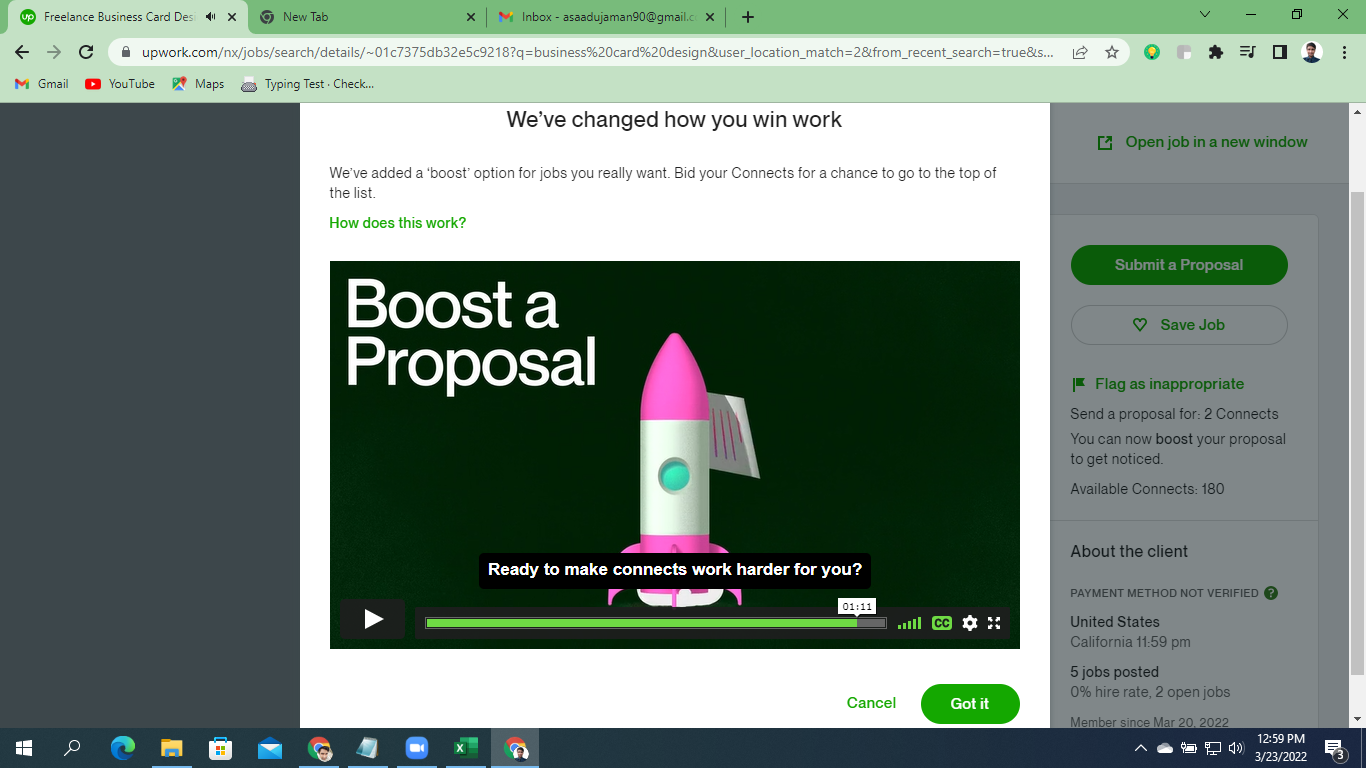 up Freelance Business Card Des
New Tab
Inbox - asaadujaman90@gmail.c
upwork.com/nx/jobs/search/details/~01c7375db32e5c9218?q=business%20card%20design&user_location_match=2&from_recent_search=true&s...
Gmail
YouTube
Maps
Typing Test · Check...
We've changed how you win work
We've added a 'boost' option for jobs you really want. Bid your Connects for a chance to go to the top of
the list.
How does this work?
Boost a
Proposal
Ready to make connects work harder for you?
01:11
CC
Cancel
Got it
Open job in a new window
Submit a Proposal
Save Job
Flag as inappropriate
Send a proposal for: 2 Connects
You can now boost your proposal
to get noticed.
Available Connects: 180
About the client
PAYMENT METHOD NOT VERIFIED ?
United States
California 11:59 pm
5 jobs posted
0% hire rate, 2 open jobs
Member since Mar 20, 2022
12:59 PM
3/23/2022
3